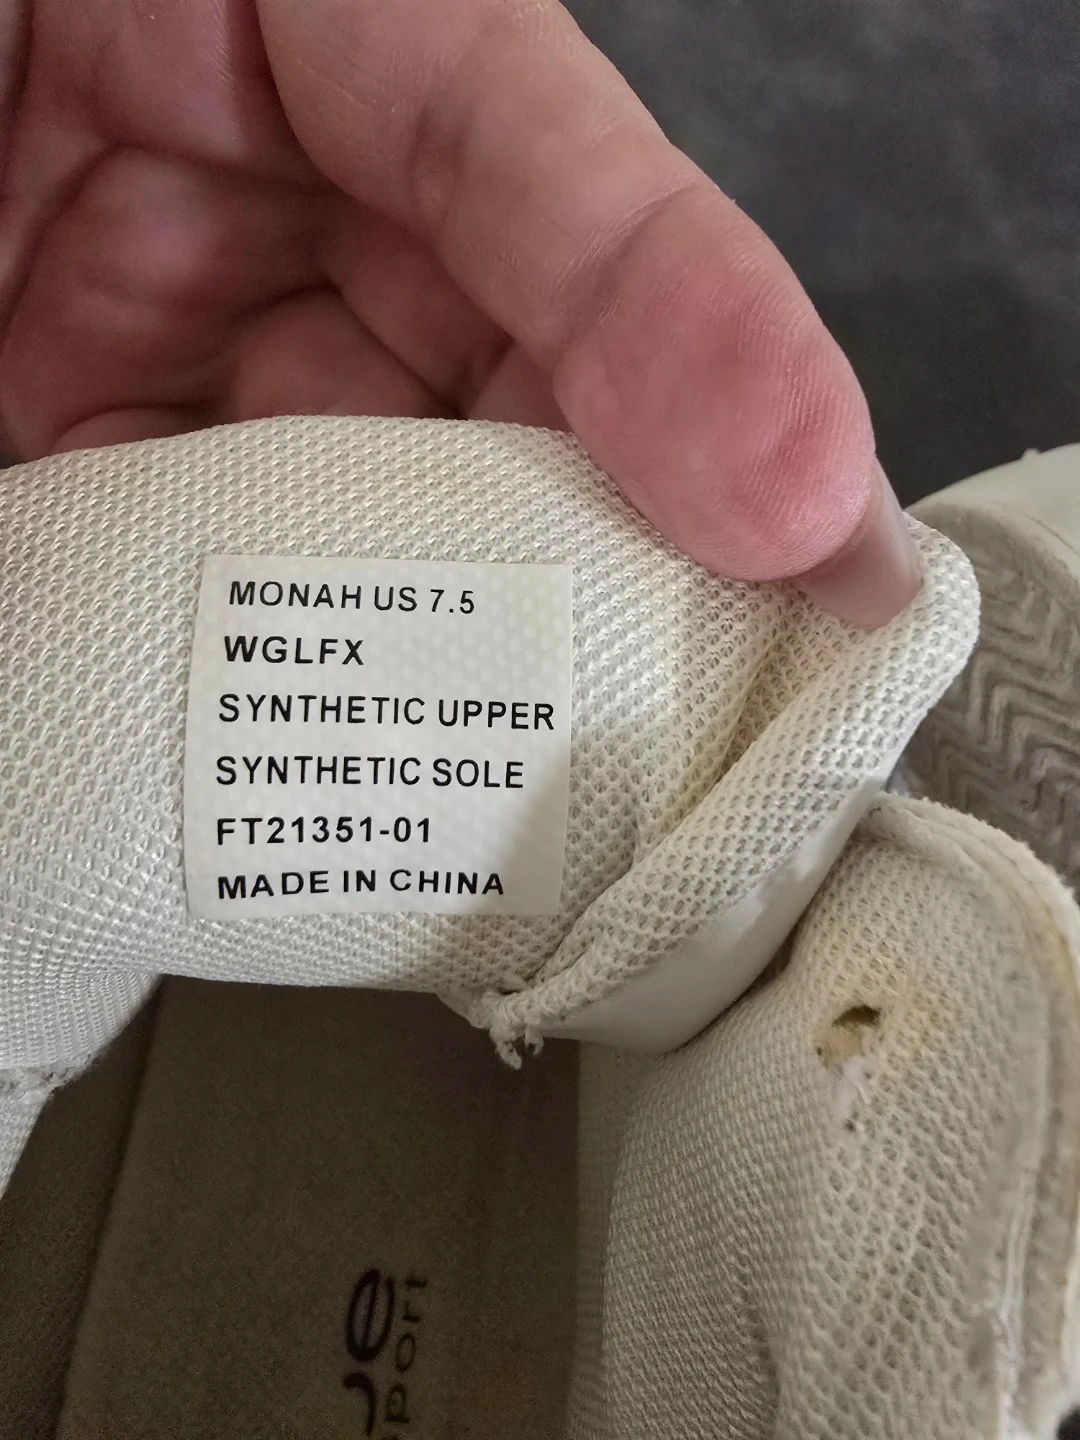 MONAH US 7.5
WGLFX
SYNTHETIC UPPER
SYNTHETIC SOLE
FT21351-01
MADE IN CHINA